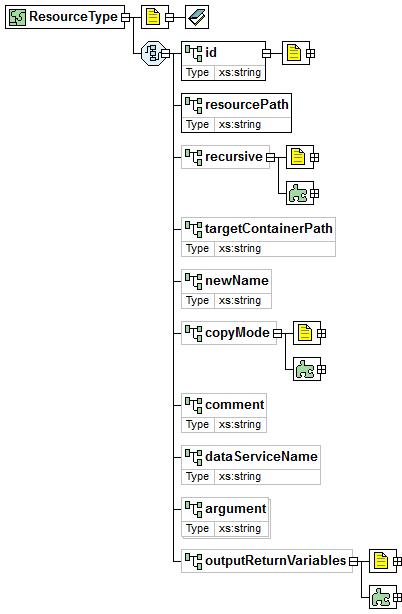 ResourceType
id
Type xs:string
resourcePath
Type xs:string
recursive
targetContainerPath
Type xs:string
newName
Type xs:string
copyMode
comment
Type xs:string
dataServiceName
Type xs:string
argument
Type xs:string
outputReturnVariables